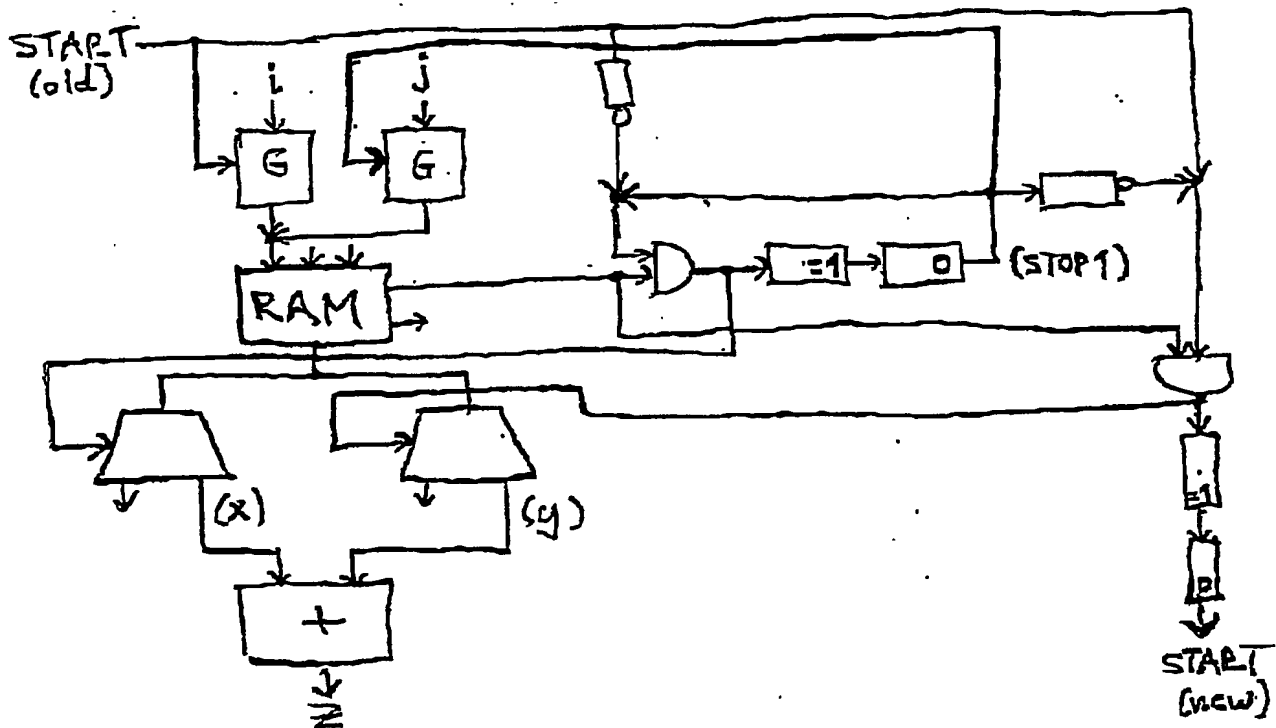 START
(old)
i
j
G
G
RAM
=1
0
(STOP1)
(x)
(y)
+
=1
0
START
(new)
Z